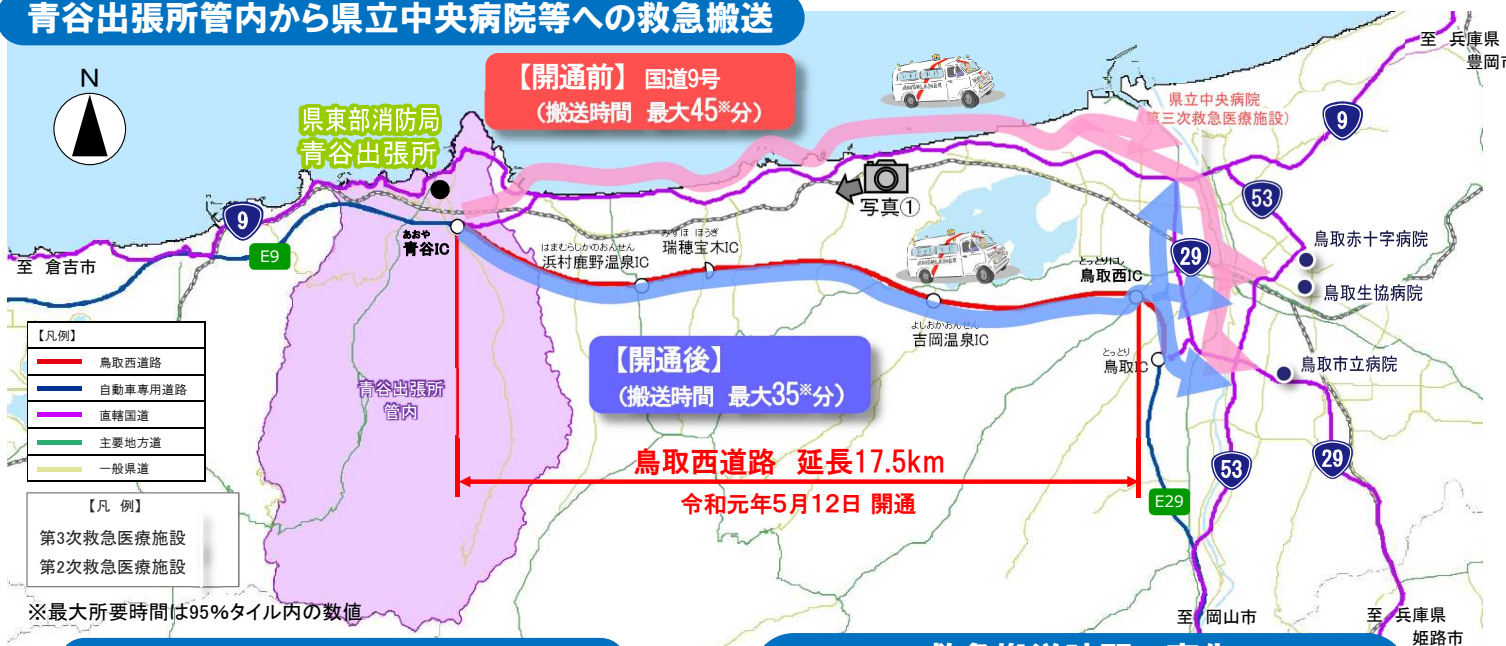 青谷出張所管内から県立中央病院等への救急搬送
至 兵庫県
豊岡市
N
【開通前】 国道9号
（搬送時間 最大45※分）
県東部消防局
青谷出張所
県立中央病院
（第三次救急医療施設）
9
53
写真①
9
E9
至 倉吉市
あおや
青谷IC
はまむらしかのおんせん
浜村鹿野温泉IC
みずほ ほうぎ
瑞穂宝木IC
とっとりにし
鳥取西IC
29
鳥取赤十字病院
鳥取生協病院
よしおかおんせん
吉岡温泉IC
とっとり
鳥取IC
鳥取市立病院
【凡例】
鳥取西道路
自動車専用道路
直轄国道
主要地方道
一般県道
青谷出張所
管内
【開通後】
（搬送時間 最大35※分）
鳥取西道路 延長17.5km
令和元年5月12日 開通
53
29
E29
【凡 例】
第3次救急医療施設
第2次救急医療施設
※最大所要時間は95%タイル内の数値
至 岡山市
至 兵庫県
姫路市